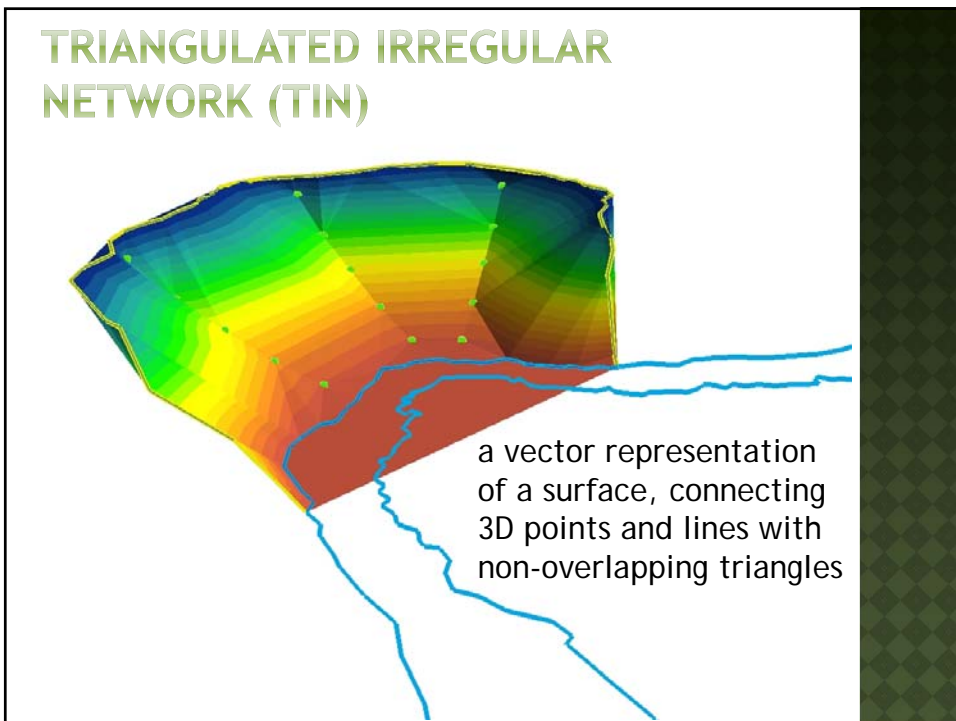 TRIANGULATED IRREGULAR
NETWORK (TIN)
a vector representation
of a surface, connecting
3D points and lines with
non-overlapping triangles